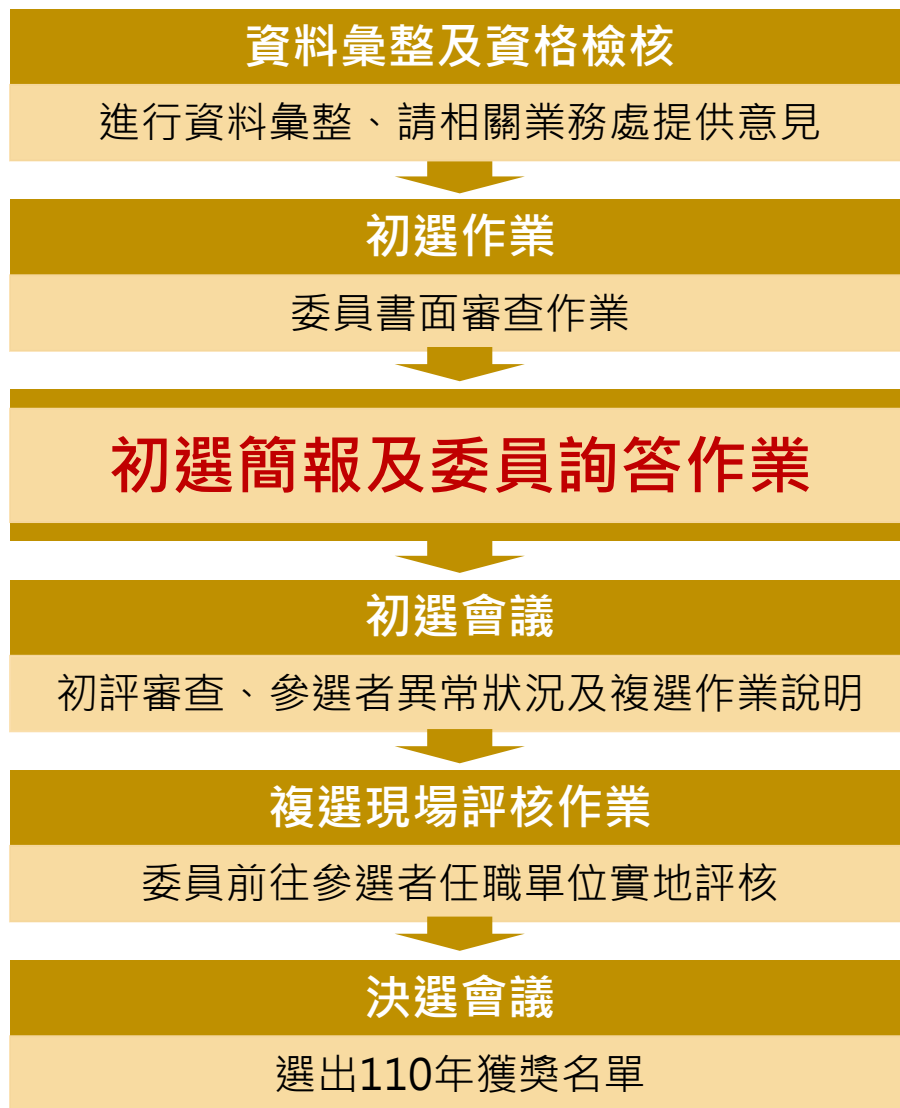 資料彙整及資格檢核
進行資料彙整、請相關業務處提供意見
初選作業
委員書面審查作業
初選簡報及委員詢答作業
初選會議
初評審查、參選者異常狀況及複選作業說明
複選現場評核作業
委員前往參選者任職單位實地評核
決選會議
選出110年獲獎名單